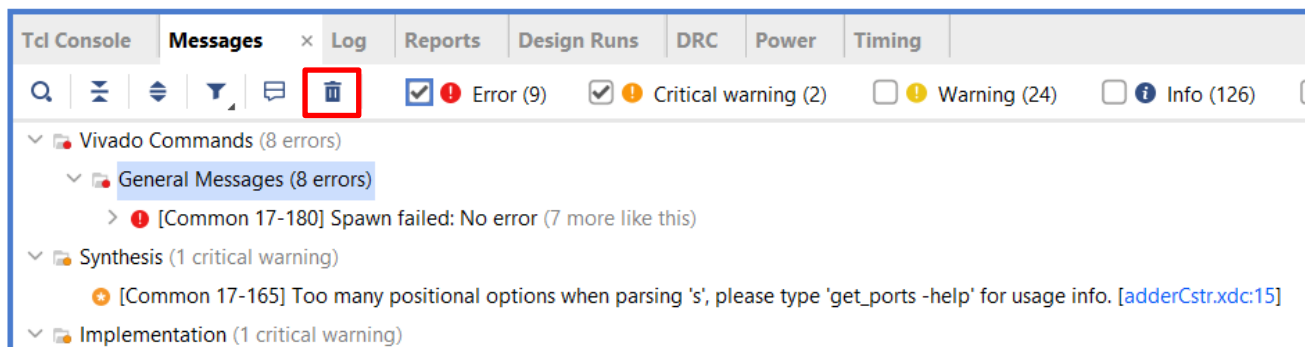 Tcl Console Messages × Log Reports Design Runs DRC Power Timing
Error (9) Critical warning (2) Warning (24) Info (126)
Vivado Commands (8 errors)
General Messages (8 errors)
[Common 17-180] Spawn failed: No error (7 more like this)
Synthesis (1 critical warning)
[Common 17-165] Too many positional options when parsing 's', please type 'get_ports -help' for usage info. [adderCstr.xdc:15]
Implementation (1 critical warning)